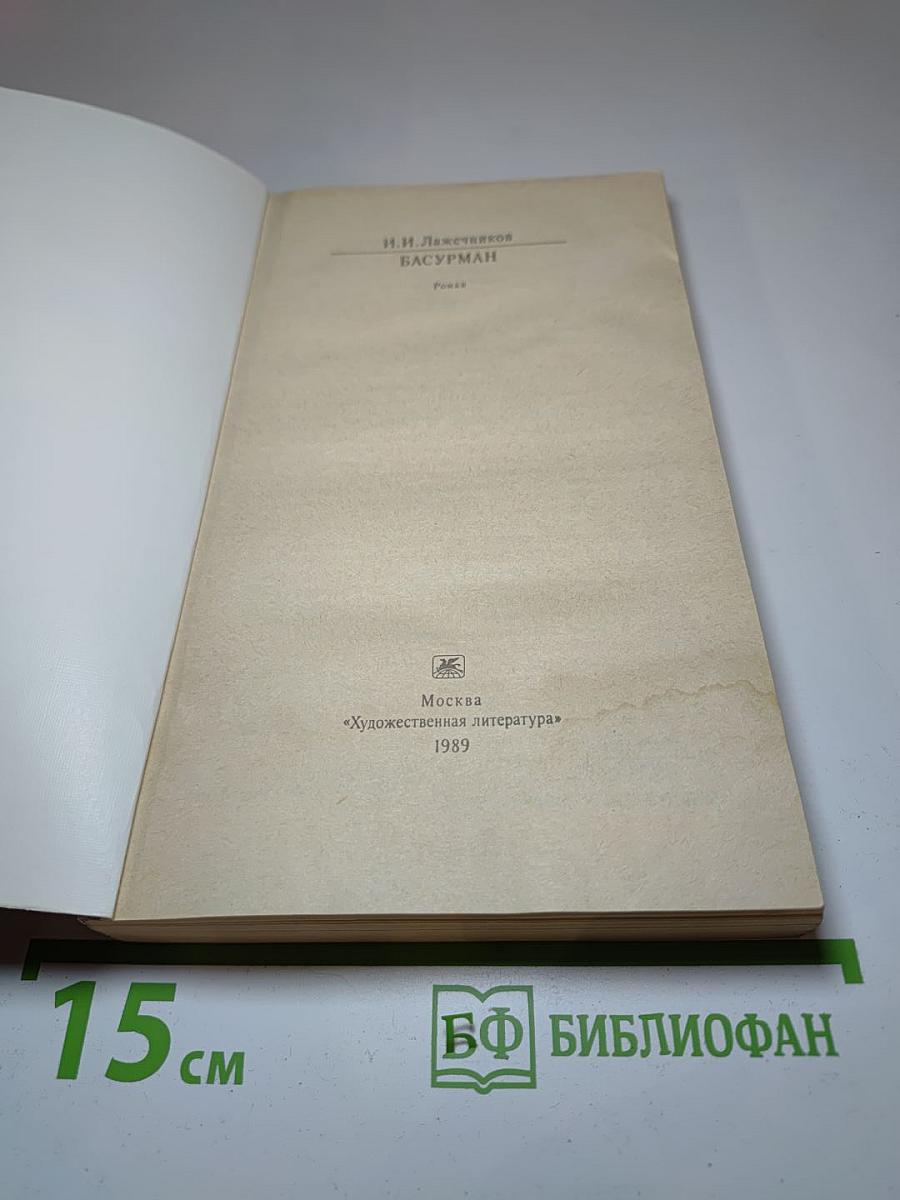 И.И.Лажечников
БАСУРМАН
Роман
Москва
«Художественная литература»
1989
15 см
БФ БИБЛИОФАН